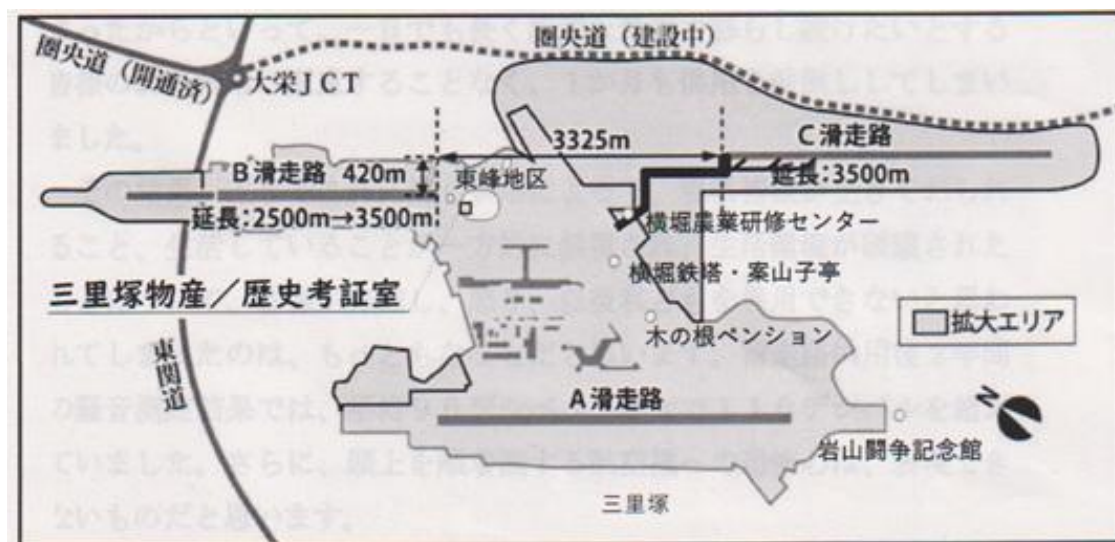 圏央道（開通済）
大栄JCT
圏央道（建設中）
3325m
C滑走路
延長：3500m
B滑走路 420m
延長：2500m→3500m
東峰地区
横堀農業研修センター
横堀鉄塔・案山子亭
三里塚物産／歴史考証室
木の根ペンション
拡大エリア
東関道
A滑走路
N
岩山闘争記念館
三里塚